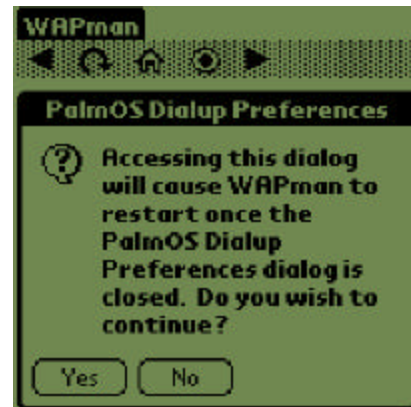 WAPman
PalmOS Dialup Preferences
Accessing this dialog
will cause WAPman to
restart once the
PalmOS Dialup
Preferences dialog is
closed. Do you wish to
continue?
Yes No